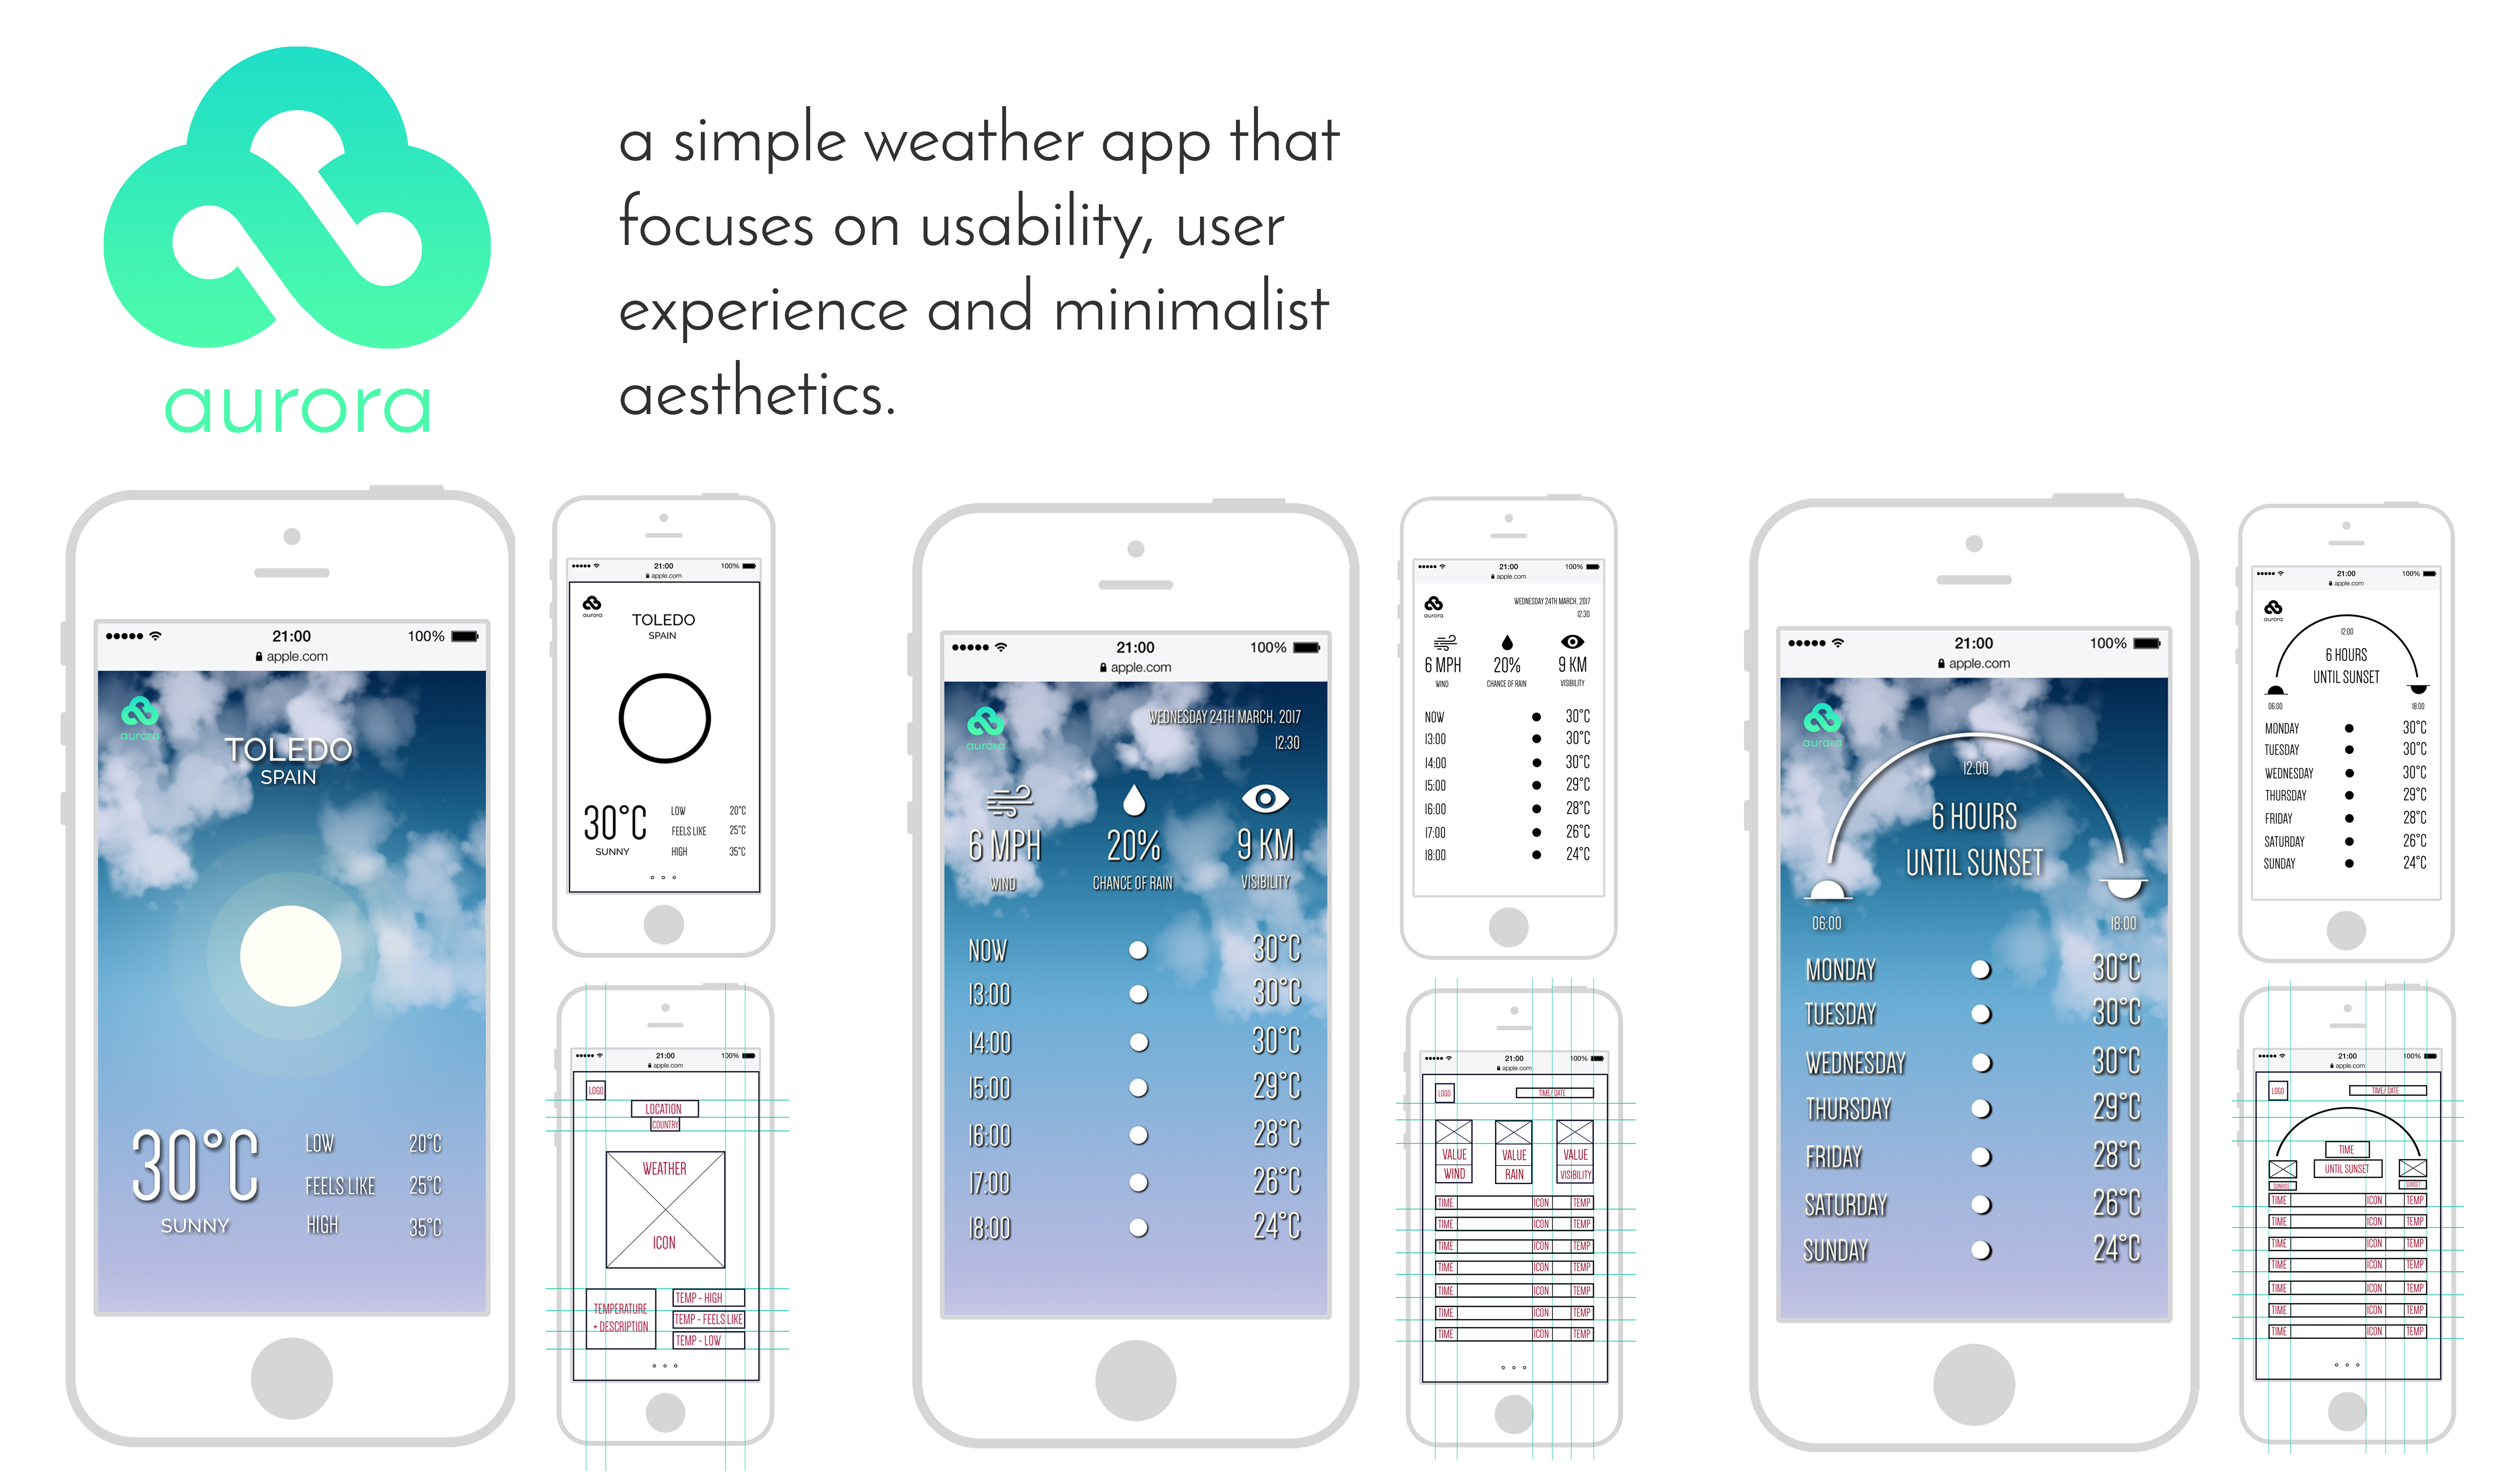 aurora
a simple weather app that
focuses on usability, user
experience and minimalist
aesthetics.
21:00 100%
apple.com
aurora
TOLEDO
SPAIN
30°C
SUNNY
LOW 20°C
FEELS LIKE 25°C
HIGH 35°C
21:00 100%
apple.com
aurora
TOLEDO
SPAIN
30°C
SUNNY
LOW 20°C
FEELS LIKE 25°C
HIGH 35°C
21:00 100%
apple.com
LOGO
LOCATION
COUNTRY
WEATHER
ICON
TEMPERATURE
+ DESCRIPTION
TEMP - HIGH
TEMP - FEELS LIKE
TEMP - LOW
21:00 100%
apple.com
aurora
WEDNESDAY 24TH MARCH, 2017
12:30
6 MPH 20% 9 KM
WIND CHANCE OF RAIN VISIBILITY
NOW 30°C
13:00 30°C
14:00 30°C
15:00 29°C
16:00 28°C
17:00 26°C
18:00 24°C
21:00 100%
apple.com
aurora
WEDNESDAY 24TH MARCH, 2017
12:30
6 MPH 20% 9 KM
WIND CHANCE OF RAIN VISIBILITY
NOW 30°C
13:00 30°C
14:00 30°C
15:00 29°C
16:00 28°C
17:00 26°C
18:00 24°C
21:00 100%
apple.com
LOGO TIME/ DATE
VALUE VALUE VALUE
WIND RAIN VISIBILITY
TIME ICON TEMP
TIME ICON TEMP
TIME ICON TEMP
TIME ICON TEMP
TIME ICON TEMP
TIME ICON TEMP
TIME ICON TEMP
21:00 100%
apple.com
aurora
12:00
6 HOURS
UNTIL SUNSET
06:00 18:00
MONDAY 30°C
TUESDAY 30°C
WEDNESDAY 30°C
THURSDAY 29°C
FRIDAY 28°C
SATURDAY 26°C
SUNDAY 24°C
21:00 100%
apple.com
aurora
12:00
6 HOURS
UNTIL SUNSET
06:00 18:00
MONDAY 30°C
TUESDAY 30°C
WEDNESDAY 30°C
THURSDAY 29°C
FRIDAY 28°C
SATURDAY 26°C
SUNDAY 24°C
21:00 100%
apple.com
LOGO TIME/ DATE
TIME
UNTIL SUNSET
SUNRISE SUNSET
TIME ICON TEMP
TIME ICON TEMP
TIME ICON TEMP
TIME ICON TEMP
TIME ICON TEMP
TIME ICON TEMP
TIME ICON TEMP